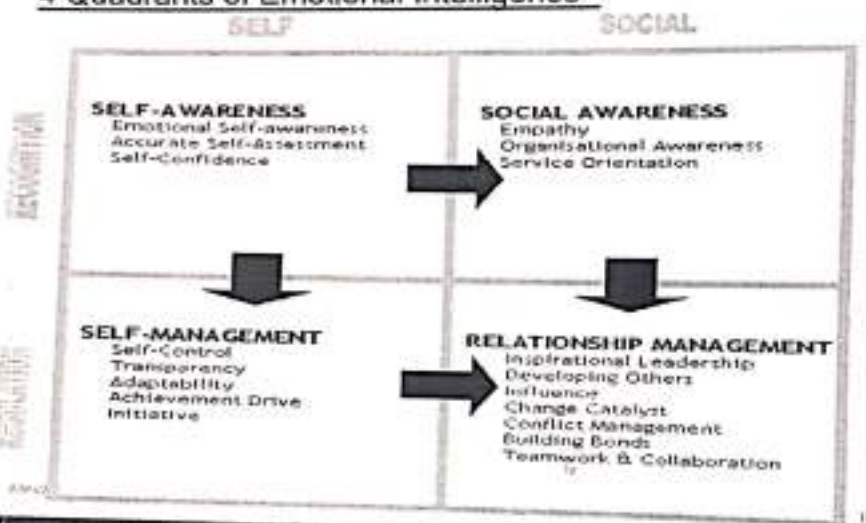 4 Quadrants of Emotional Intelligence
SELF
SOCIAL
RECOGNITION
SELF-AWARENESS
Emotional Self-awareness
Accurate Self-Assessment
Self-Confidence
SOCIAL AWARENESS
Empathy
Organisational Awareness
Service Orientation
REGULATION
SELF-MANAGEMENT
Self-Control
Transparency
Adaptability
Achievement Drive
Initiative
RELATIONSHIP MANAGEMENT
Inspirational Leadership
Developing Others
Influence
Change Catalyst
Conflict Management
Building Bonds
Teamwork & Collaboration